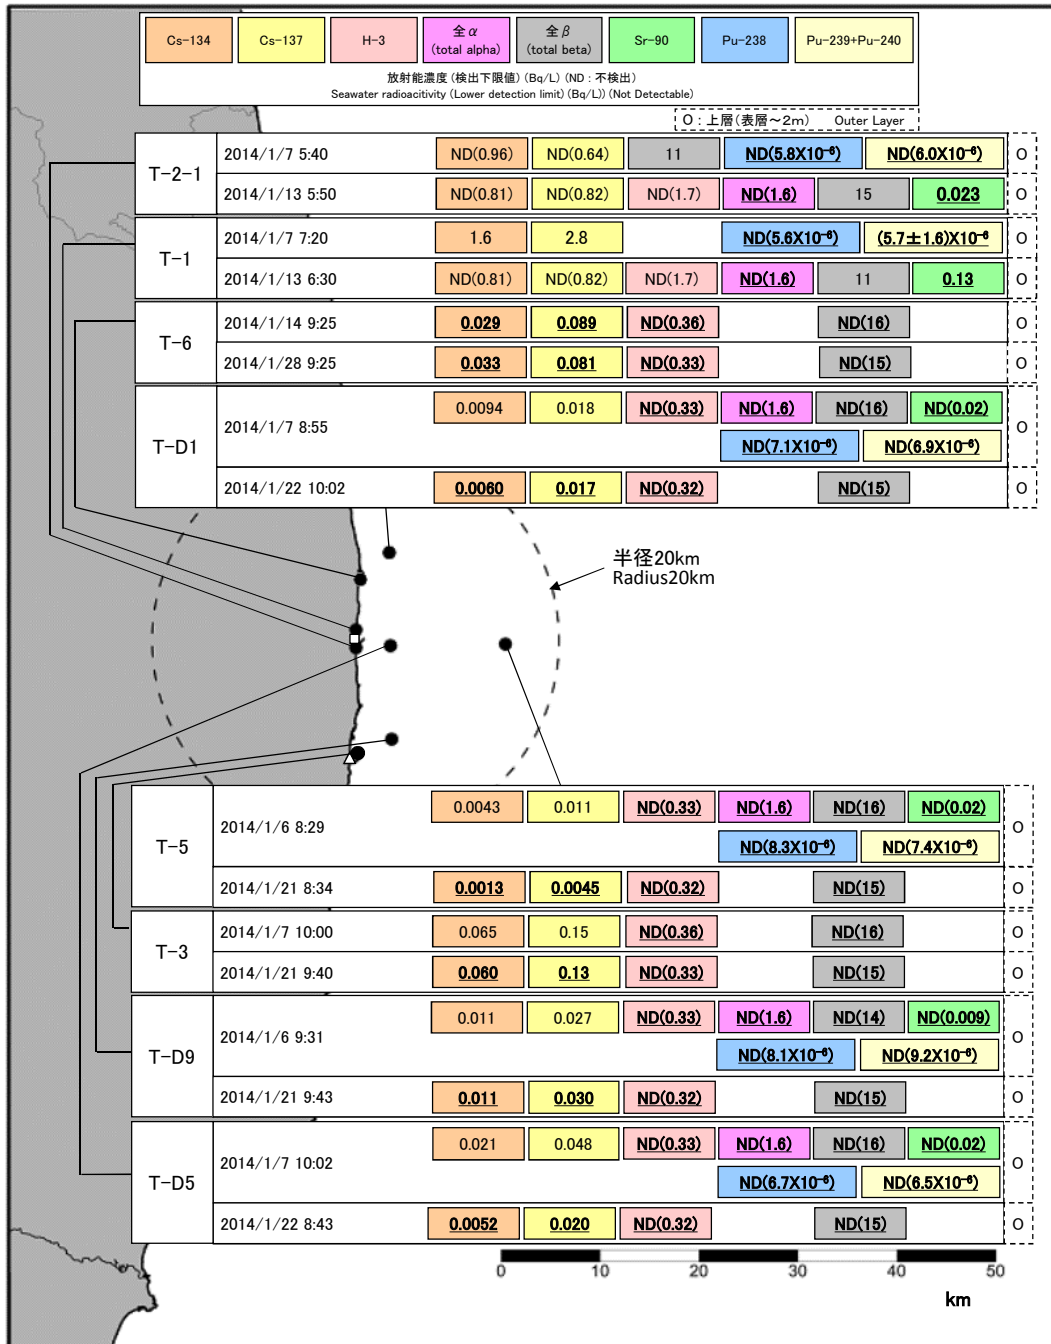 Cs-134 Cs-137 H-3 全α 全β Sr-90 Pu-238 Pu-239+Pu-240
(total alpha) (total beta)
放射能濃度 (検出下限値) (Bq/L) (ND : 不検出)
Seawater radioacitivity (Lower detection limit) (Bq/L)) (Not Detectable)
O : 上層(表層～2m) Outer Layer
T-2-1
2014/1/7 5:40 ND(0.96) ND(0.64) 11 ND(5.8X10⁻⁶) ND(6.0X10⁻⁶) O
2014/1/13 5:50 ND(0.81) ND(0.82) ND(1.7) ND(1.6) 15 0.023 O
T-1
2014/1/7 7:20 1.6 2.8 ND(5.6X10⁻⁶) (5.7±1.6)X10⁻⁶ O
2014/1/13 6:30 ND(0.81) ND(0.82) ND(1.7) ND(1.6) 11 0.13 O
T-6
2014/1/14 9:25 0.029 0.089 ND(0.36) ND(16) O
2014/1/28 9:25 0.033 0.081 ND(0.33) ND(15) O
T-D1
2014/1/7 8:55 0.0094 0.018 ND(0.33) ND(1.6) ND(16) ND(0.02) O
ND(7.1X10⁻⁶) ND(6.9X10⁻⁶)
2014/1/22 10:02 0.0060 0.017 ND(0.32) ND(15) O
半径20km
Radius20km
T-5
2014/1/6 8:29 0.0043 0.011 ND(0.33) ND(1.6) ND(16) ND(0.02) O
ND(8.3X10⁻⁶) ND(7.4X10⁻⁶)
2014/1/21 8:34 0.0013 0.0045 ND(0.32) ND(15) O
T-3
2014/1/7 10:00 0.065 0.15 ND(0.36) ND(16) O
2014/1/21 9:40 0.060 0.13 ND(0.33) ND(15) O
T-D9
2014/1/6 9:31 0.011 0.027 ND(0.33) ND(1.6) ND(14) ND(0.009) O
ND(8.1X10⁻⁶) ND(9.2X10⁻⁶)
2014/1/21 9:43 0.011 0.030 ND(0.32) ND(15) O
T-D5
2014/1/7 10:02 0.021 0.048 ND(0.33) ND(1.6) ND(16) ND(0.02) O
ND(6.7X10⁻⁶) ND(6.5X10⁻⁶)
2014/1/22 8:43 0.0052 0.020 ND(0.32) ND(15) O
0 10 20 30 40 50
km